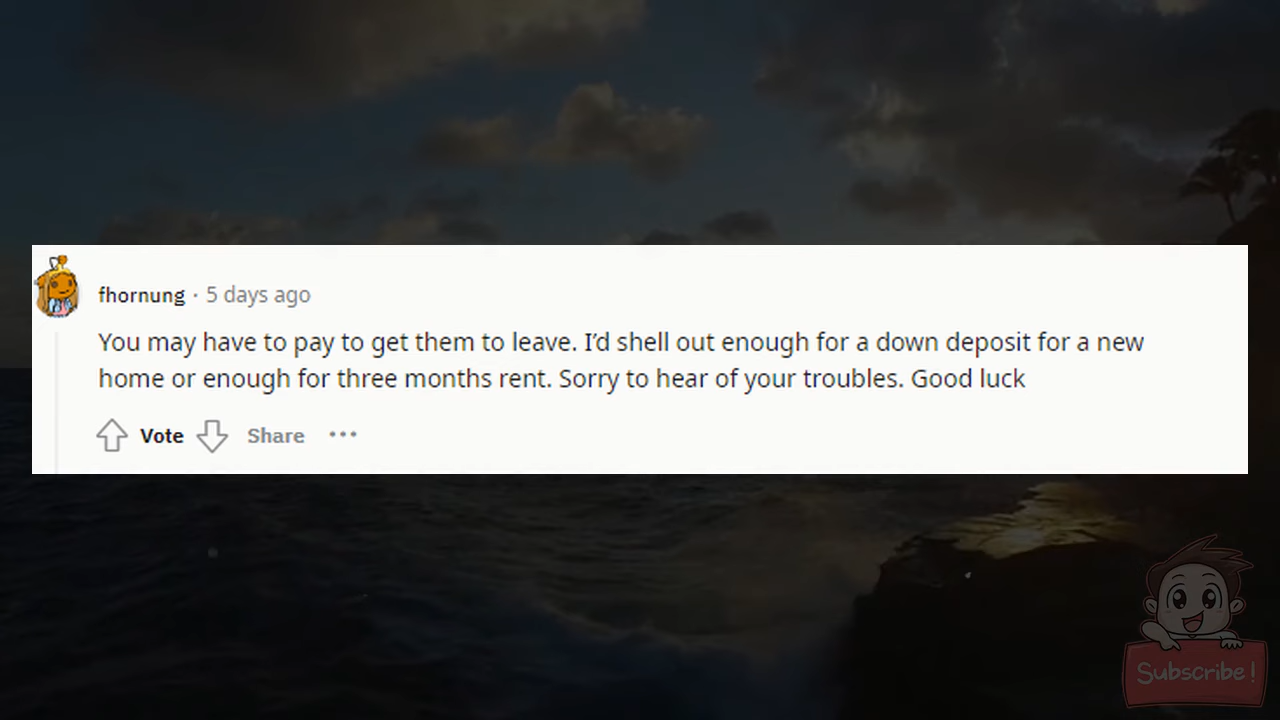 fhornung · 5 days ago
You may have to pay to get them to leave. I’d shell out enough for a down deposit for a new
home or enough for three months rent. Sorry to hear of your troubles. Good luck
Vote Share •••
Subscribe!